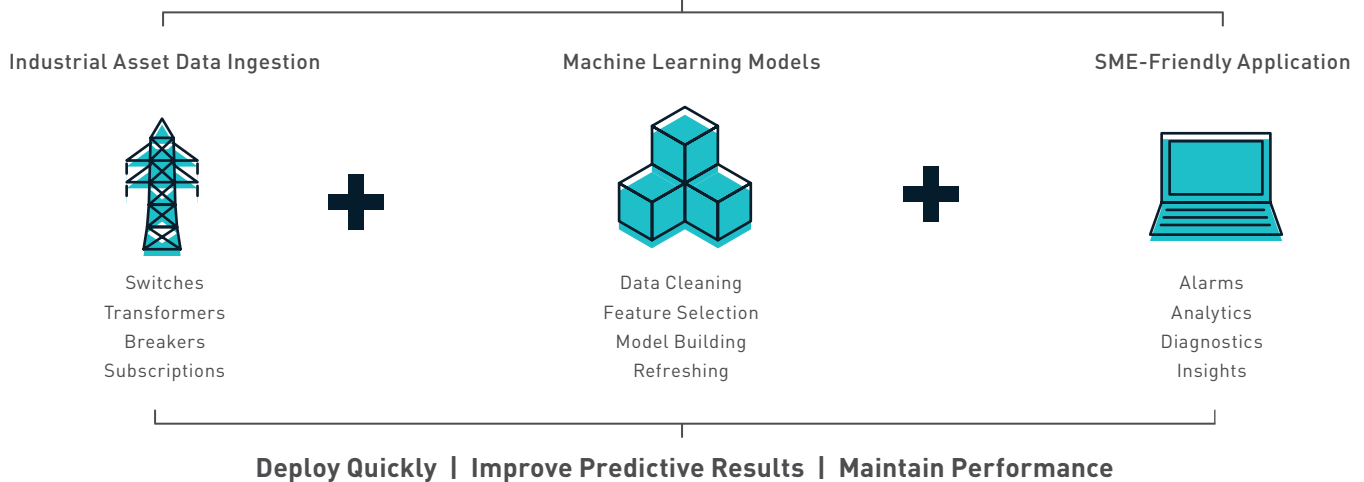 Industrial Asset Data Ingestion
Machine Learning Models
SME-Friendly Application
Switches
Transformers
Breakers
Subscriptions
Data Cleaning
Feature Selection
Model Building
Refreshing
Alarms
Analytics
Diagnostics
Insights
Deploy Quickly | Improve Predictive Results | Maintain Performance